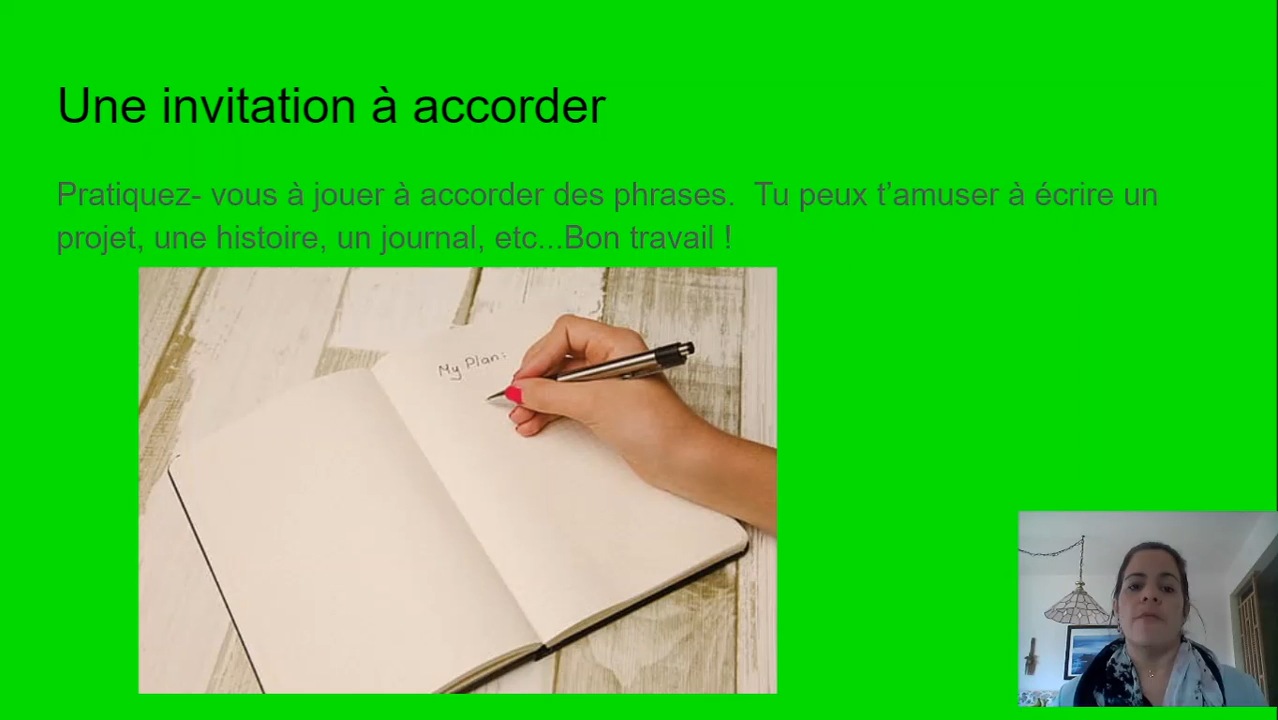 Une invitation à accorder
Pratiquez- vous à jouer à accorder des phrases.  Tu peux t’amuser à écrire un
projet, une histoire, un journal, etc...Bon travail !
My Plan: